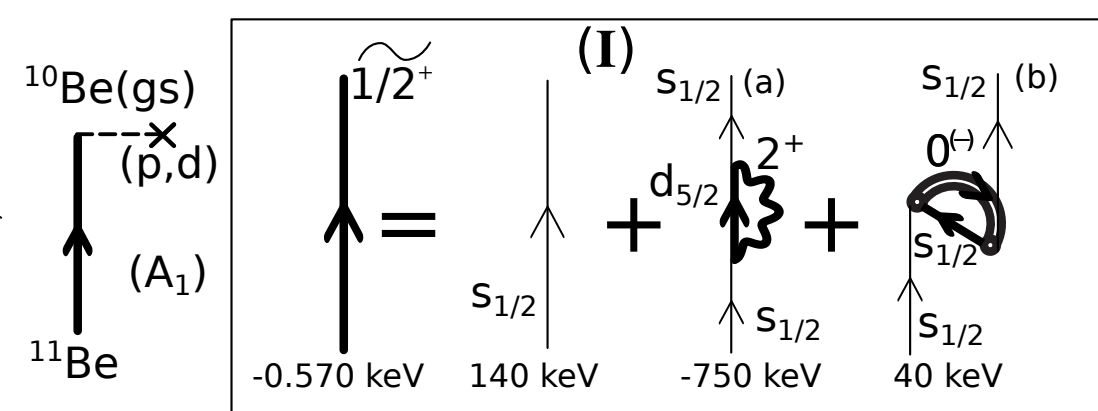 ¹⁰Be(gs)
(p,d)
(A₁)
¹¹Be
(I)
1/2⁺
=
-0.570 keV
s₁/₂
140 keV
+
s₁/₂ (a)
2⁺
d₅/₂
s₁/₂
-750 keV
+
s₁/₂ (b)
0⁽⁻⁾
s₁/₂
s₁/₂
40 keV